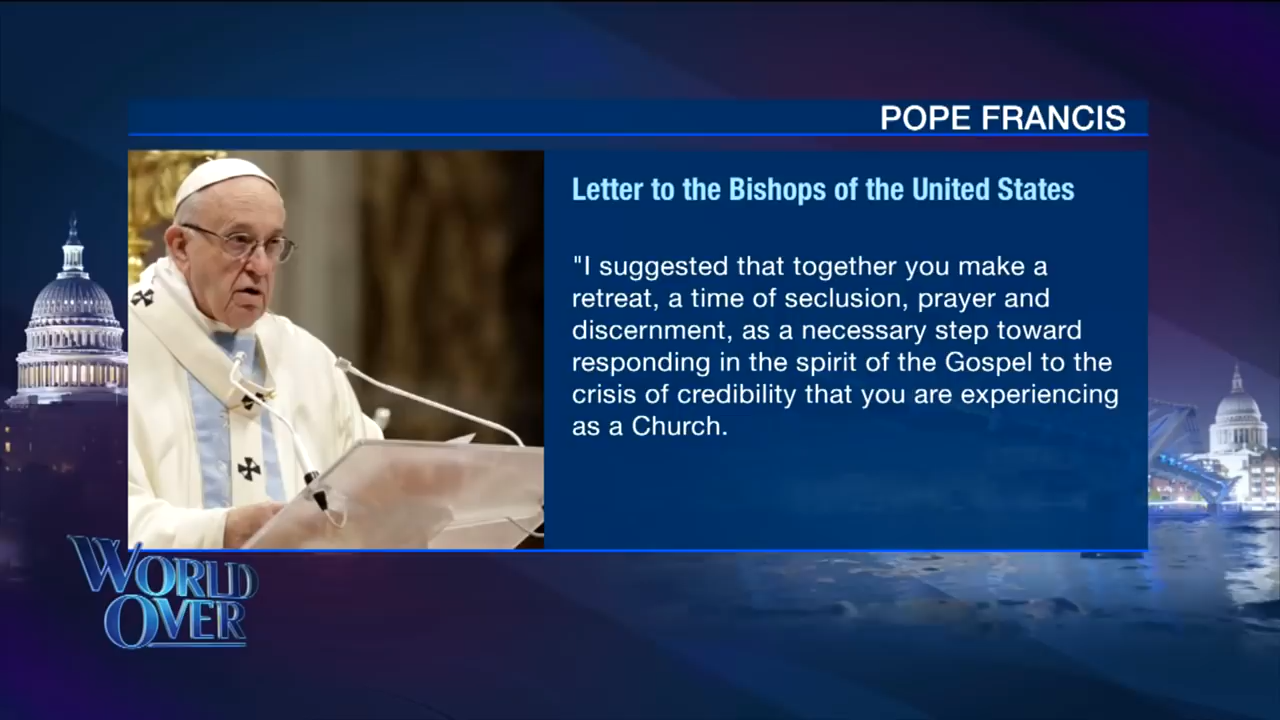 POPE FRANCIS
Letter to the Bishops of the United States
"I suggested that together you make a
retreat, a time of seclusion, prayer and
discernment, as a necessary step toward
responding in the spirit of the Gospel to the
crisis of credibility that you are experiencing
as a Church.
WORLD
OVER